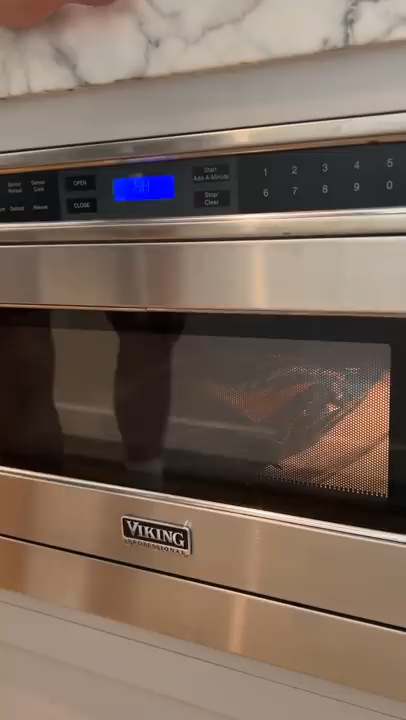 Sensor Reheat
Sensor Cook
OPEN
CLOSE
Start
Add-A-Minute
Stop/
Clear
1 2 3 4 5
6 7 8 9 0
VIKING
PROFESSIONAL